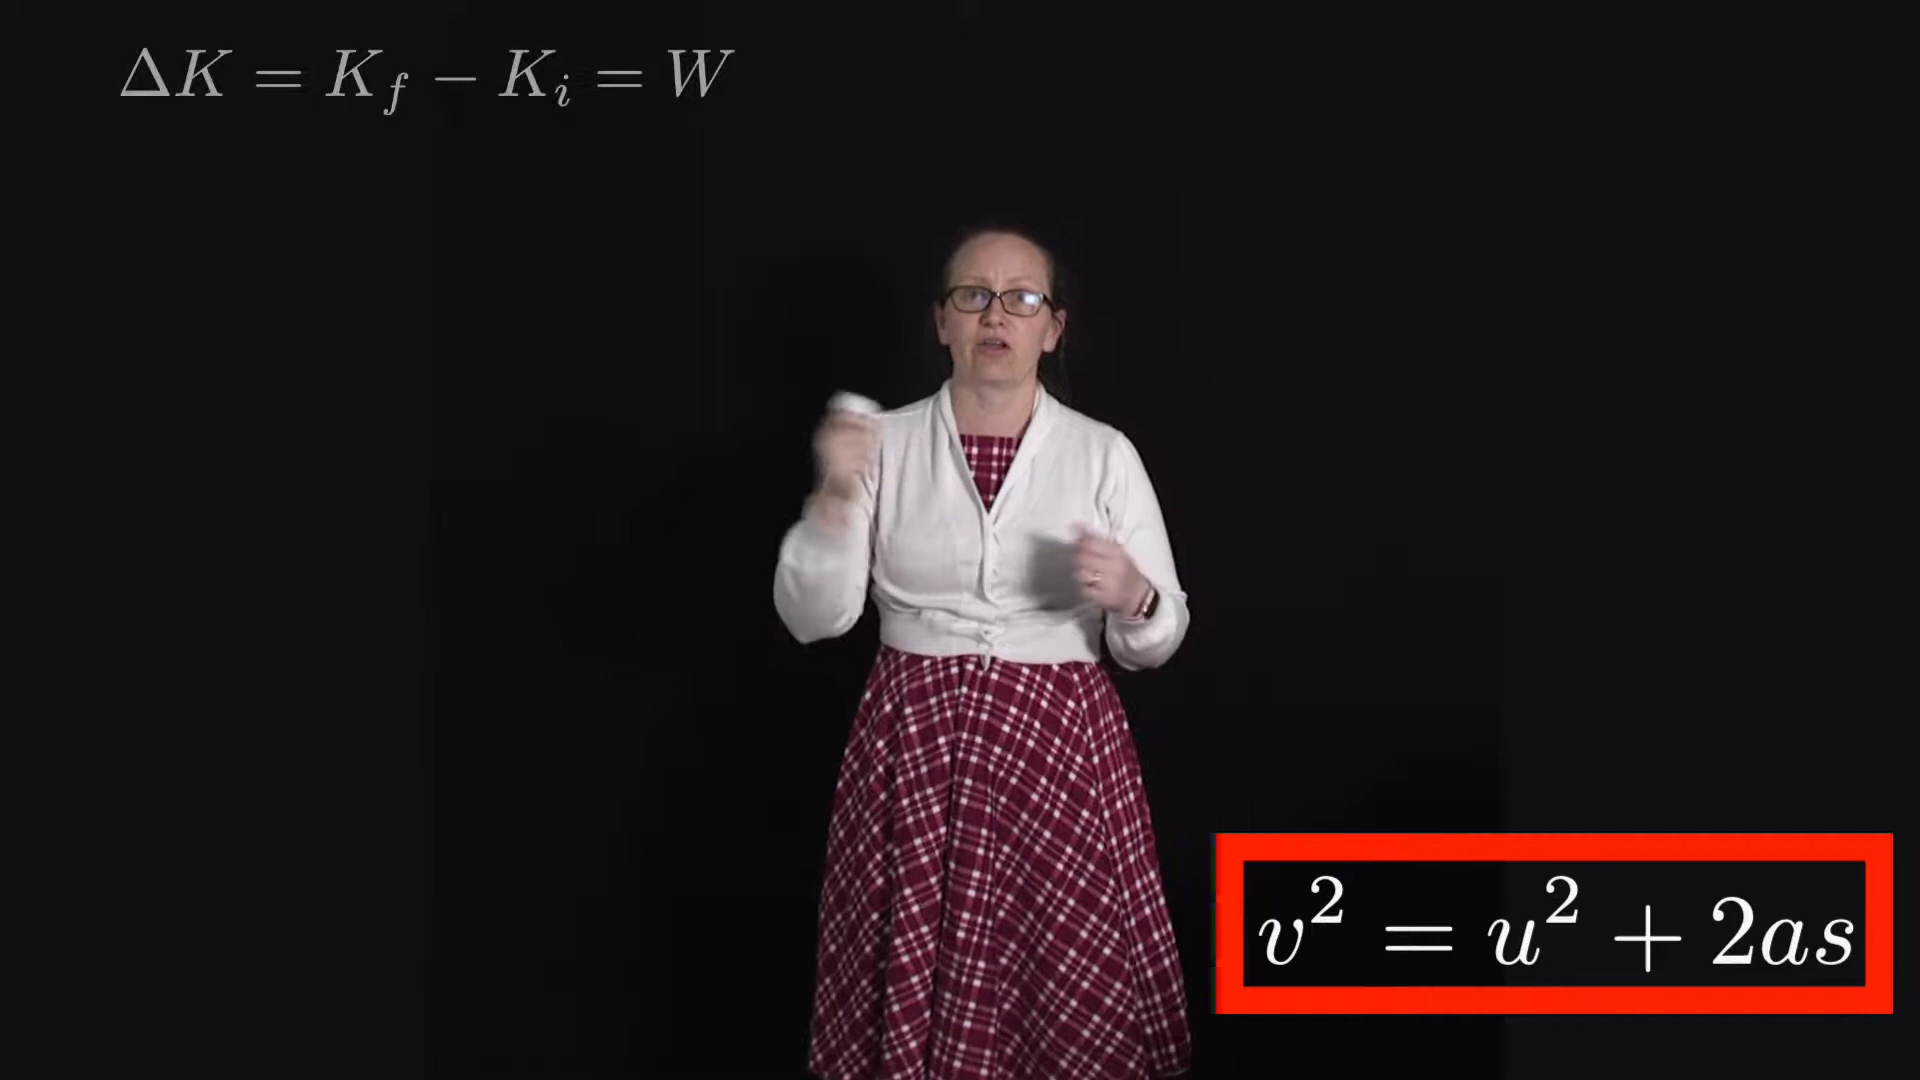 ΔK = K_f − K_i = W
v² = u² + 2as